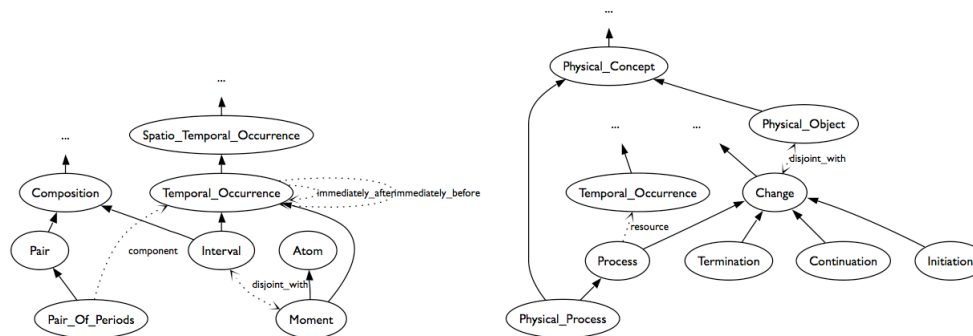 ...
Physical_Concept
...
Spatio_Temporal_Occurrence
Physical_Object
...
...
...
disjoint_with
Composition
Temporal_Occurrence
immediately_after
immediately_before
Temporal_Occurrence
Change
resource
Pair
component
Interval
Atom
Process
Termination
Continuation
Initiation
disjoint_with
Pair_Of_Periods
Moment
Physical_Process